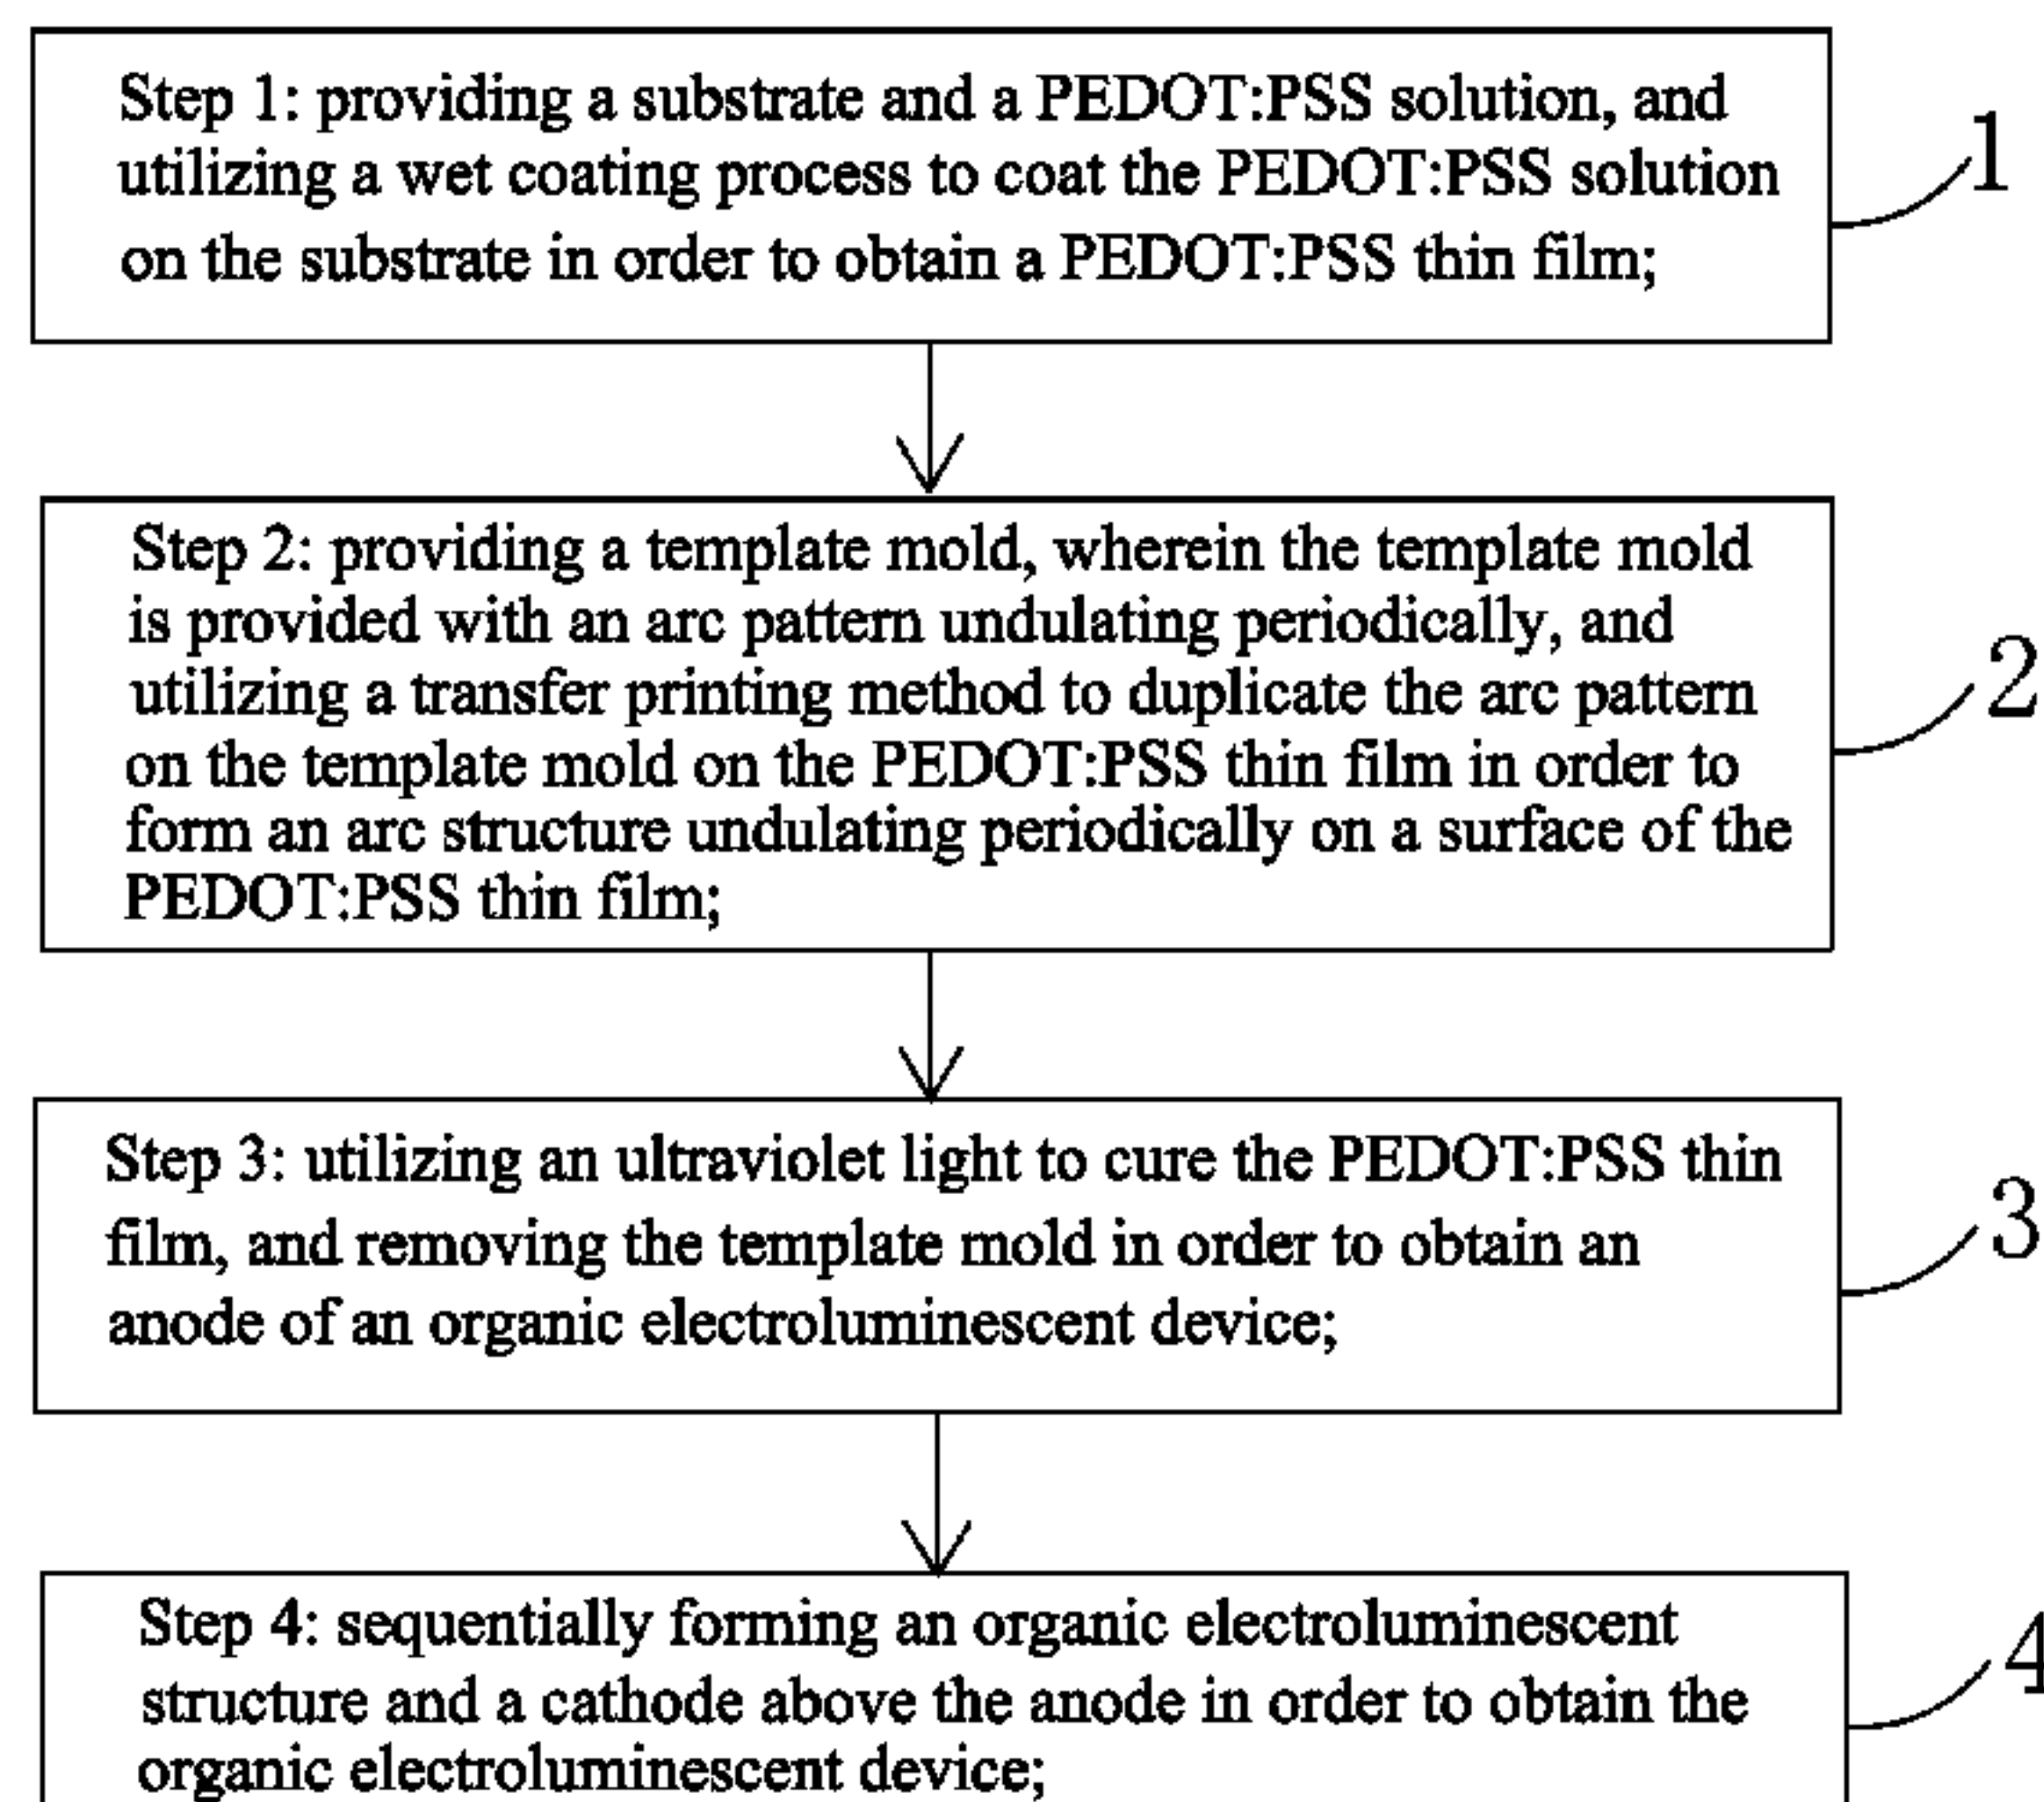 Step 1: providing a substrate and a PEDOT:PSS solution, and
utilizing a wet coating process to coat the PEDOT:PSS solution
on the substrate in order to obtain a PEDOT:PSS thin film;
1
Step 2: providing a template mold, wherein the template mold
is provided with an arc pattern undulating periodically, and
utilizing a transfer printing method to duplicate the arc pattern
on the template mold on the PEDOT:PSS thin film in order to
form an arc structure undulating periodically on a surface of the
PEDOT:PSS thin film;
2
Step 3: utilizing an ultraviolet light to cure the PEDOT:PSS thin
film, and removing the template mold in order to obtain an
anode of an organic electroluminescent device;
3
Step 4: sequentially forming an organic electroluminescent
structure and a cathode above the anode in order to obtain the
organic electroluminescent device;
4